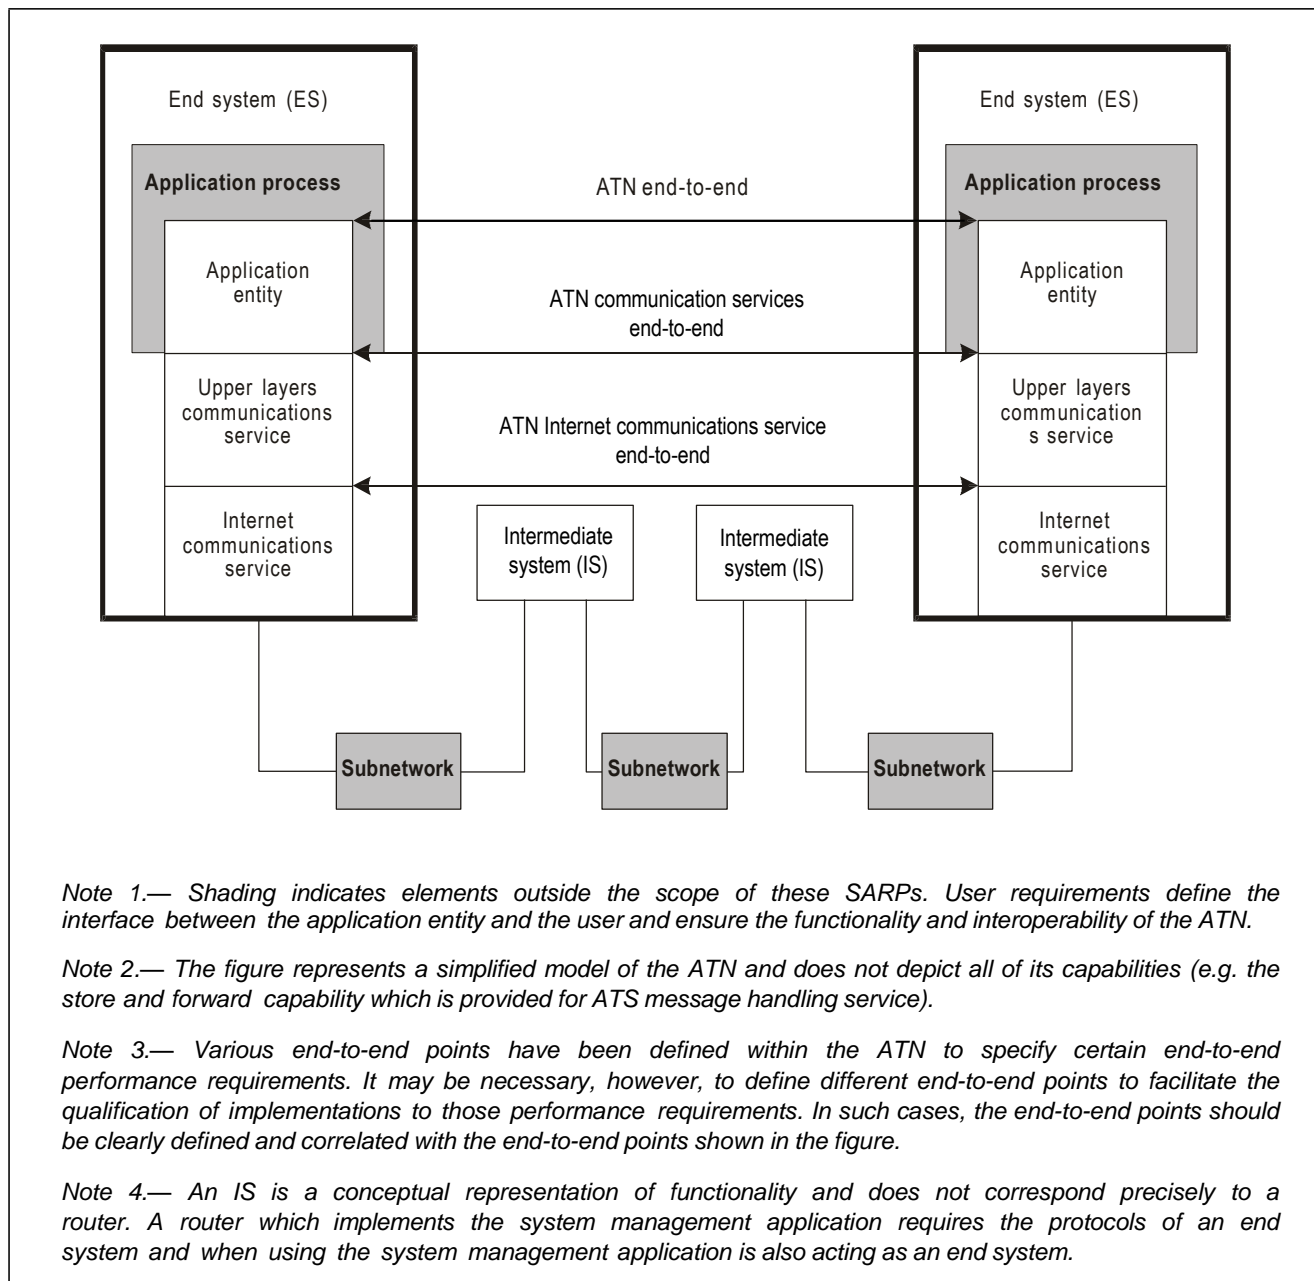 End system (ES)
End system (ES)
Application process
ATN end-to-end
Application process
Application
entity
Application
entity
ATN communication services
end-to-end
Upper layers
communications
service
Upper layers
communication
s service
ATN Internet communications service
end-to-end
Internet
communications
service
Intermediate
system (IS)
Intermediate
system (IS)
Internet
communications
service
Subnetwork
Subnetwork
Subnetwork
Note 1.— Shading indicates elements outside the scope of these SARPs. User requirements define the
interface between the application entity and the user and ensure the functionality and interoperability of the ATN.
Note 2.— The figure represents a simplified model of the ATN and does not depict all of its capabilities (e.g. the
store and forward capability which is provided for ATS message handling service).
Note 3.— Various end-to-end points have been defined within the ATN to specify certain end-to-end
performance requirements. It may be necessary, however, to define different end-to-end points to facilitate the
qualification of implementations to those performance requirements. In such cases, the end-to-end points should
be clearly defined and correlated with the end-to-end points shown in the figure.
Note 4.— An IS is a conceptual representation of functionality and does not correspond precisely to a
router. A router which implements the system management application requires the protocols of an end
system and when using the system management application is also acting as an end system.